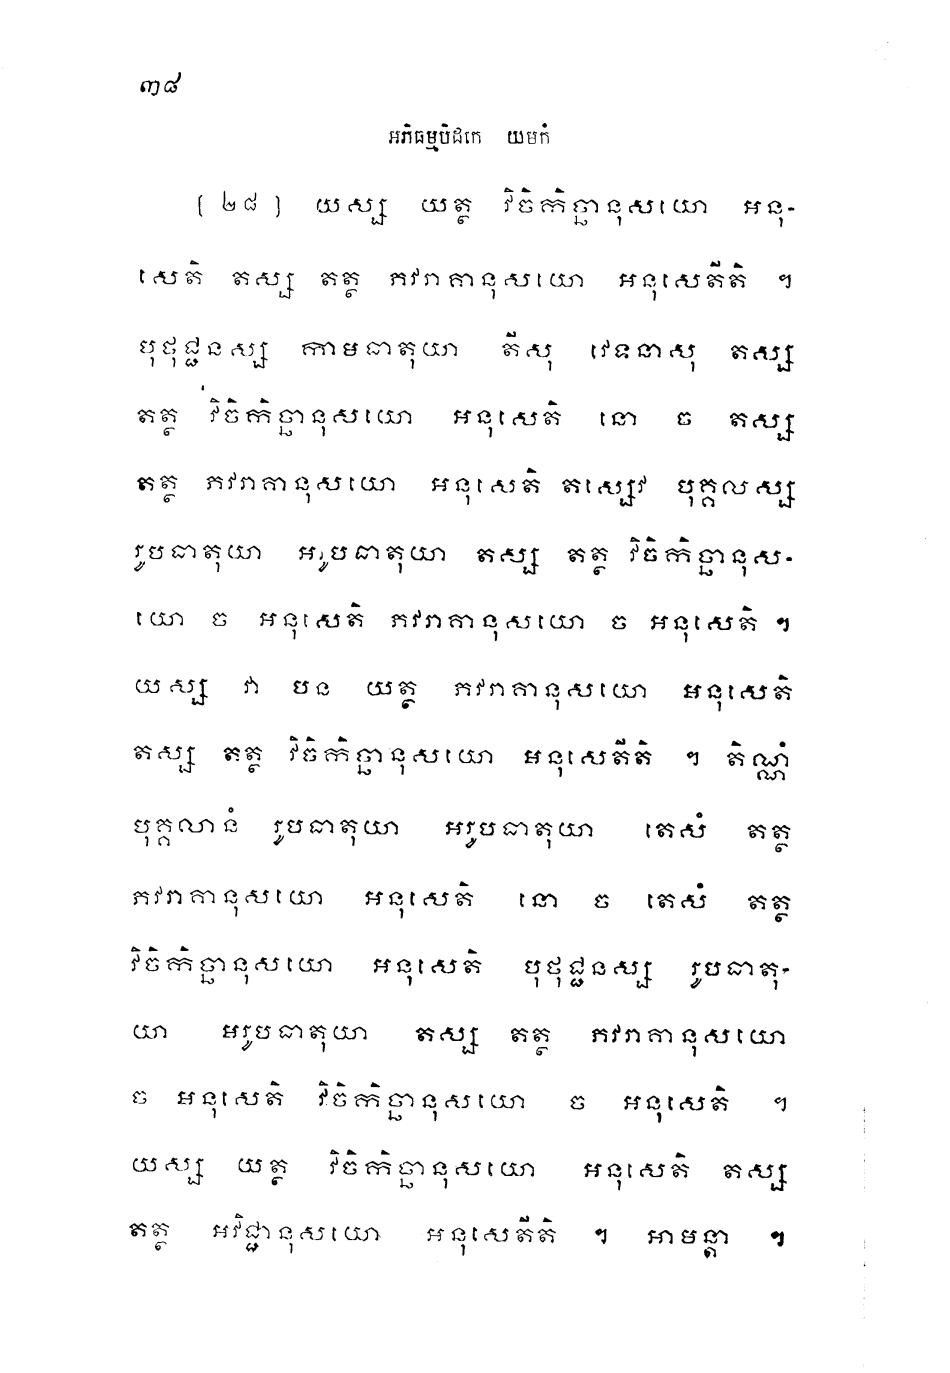 ៣៨
អភិធម្មបិដកេ យមកំ
[ ២៨ ] យស្ស យត្ថ វិចិកិច្ឆានុសយោ អនុ-
សេតិ តស្ស តត្ថ ភវរាគានុសយោ អនុសេតីតិ ។
បុថុជ្ជនស្ស កាមធាតុយា តីសុ វេទនាសុ តស្ស
តត្ថ វិចិកិច្ឆានុសយោ អនុសេតិ នោ ច តស្ស
តត្ថ ភវរាគានុសយោ អនុសេតិ តស្សេវ បុគ្គលស្ស
រូបធាតុយា អរូបធាតុយា តស្ស តត្ថ វិចិកិច្ឆានុស-
យោ ច អនុសេតិ ភវរាគានុសយោ ច អនុសេតិ ។
យស្ស វា បន យត្ថ ភវរាគានុសយោ អនុសេតិ
តស្ស តត្ថ វិចិកិច្ឆានុសយោ អនុសេតីតិ ។ តិណ្ណំ
បុគ្គលានំ រូបធាតុយា អរូបធាតុយា តេសំ តត្ថ
ភវរាគានុសយោ អនុសេតិ នោ ច តេសំ តត្ថ
វិចិកិច្ឆានុសយោ អនុសេតិ បុថុជ្ជនស្ស រូបធាតុ-
យា អរូបធាតុយា តស្ស តត្ថ ភវរាគានុសយោ
ច អនុសេតិ វិចិកិច្ឆានុសយោ ច អនុសេតិ ។
យស្ស យត្ថ វិចិកិច្ឆានុសយោ អនុសេតិ តស្ស
តត្ថ អវិជ្ជានុសយោ អនុសេតីតិ ។ អាមន្តា ។